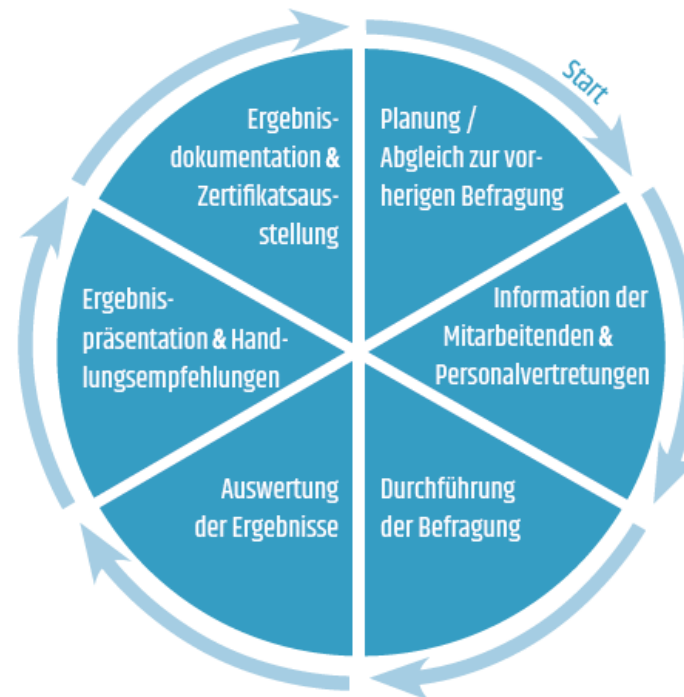 Start
Planung /
Abgleich zur vor-
herigen Befragung
Information der
Mitarbeitenden &
Personalvertretungen
Durchführung
der Befragung
Auswertung
der Ergebnisse
Ergebnis-
präsentation & Hand-
lungsempfehlungen
Ergebnis-
dokumentation &
Zertifikatsaus-
stellung